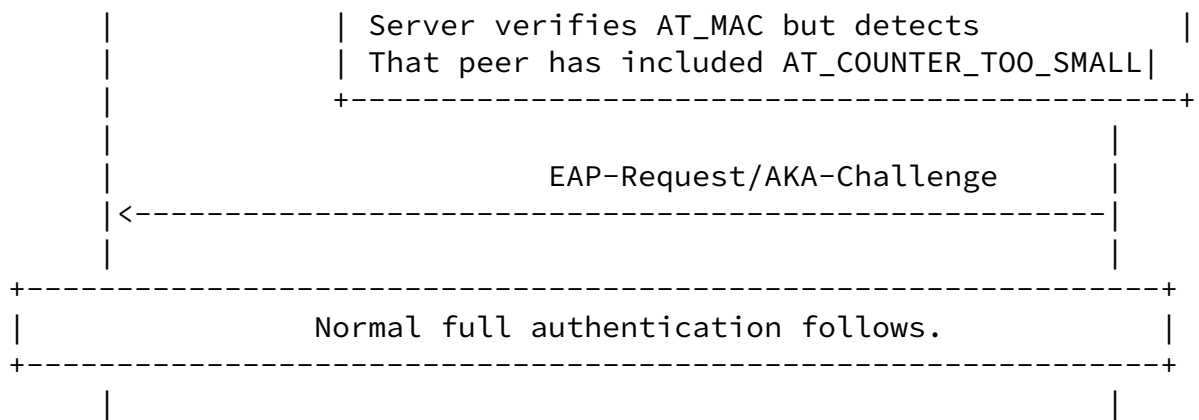 Server verifies AT_MAC but detects
That peer has included AT_COUNTER_TOO_SMALL
EAP-Request/AKA-Challenge
Normal full authentication follows.